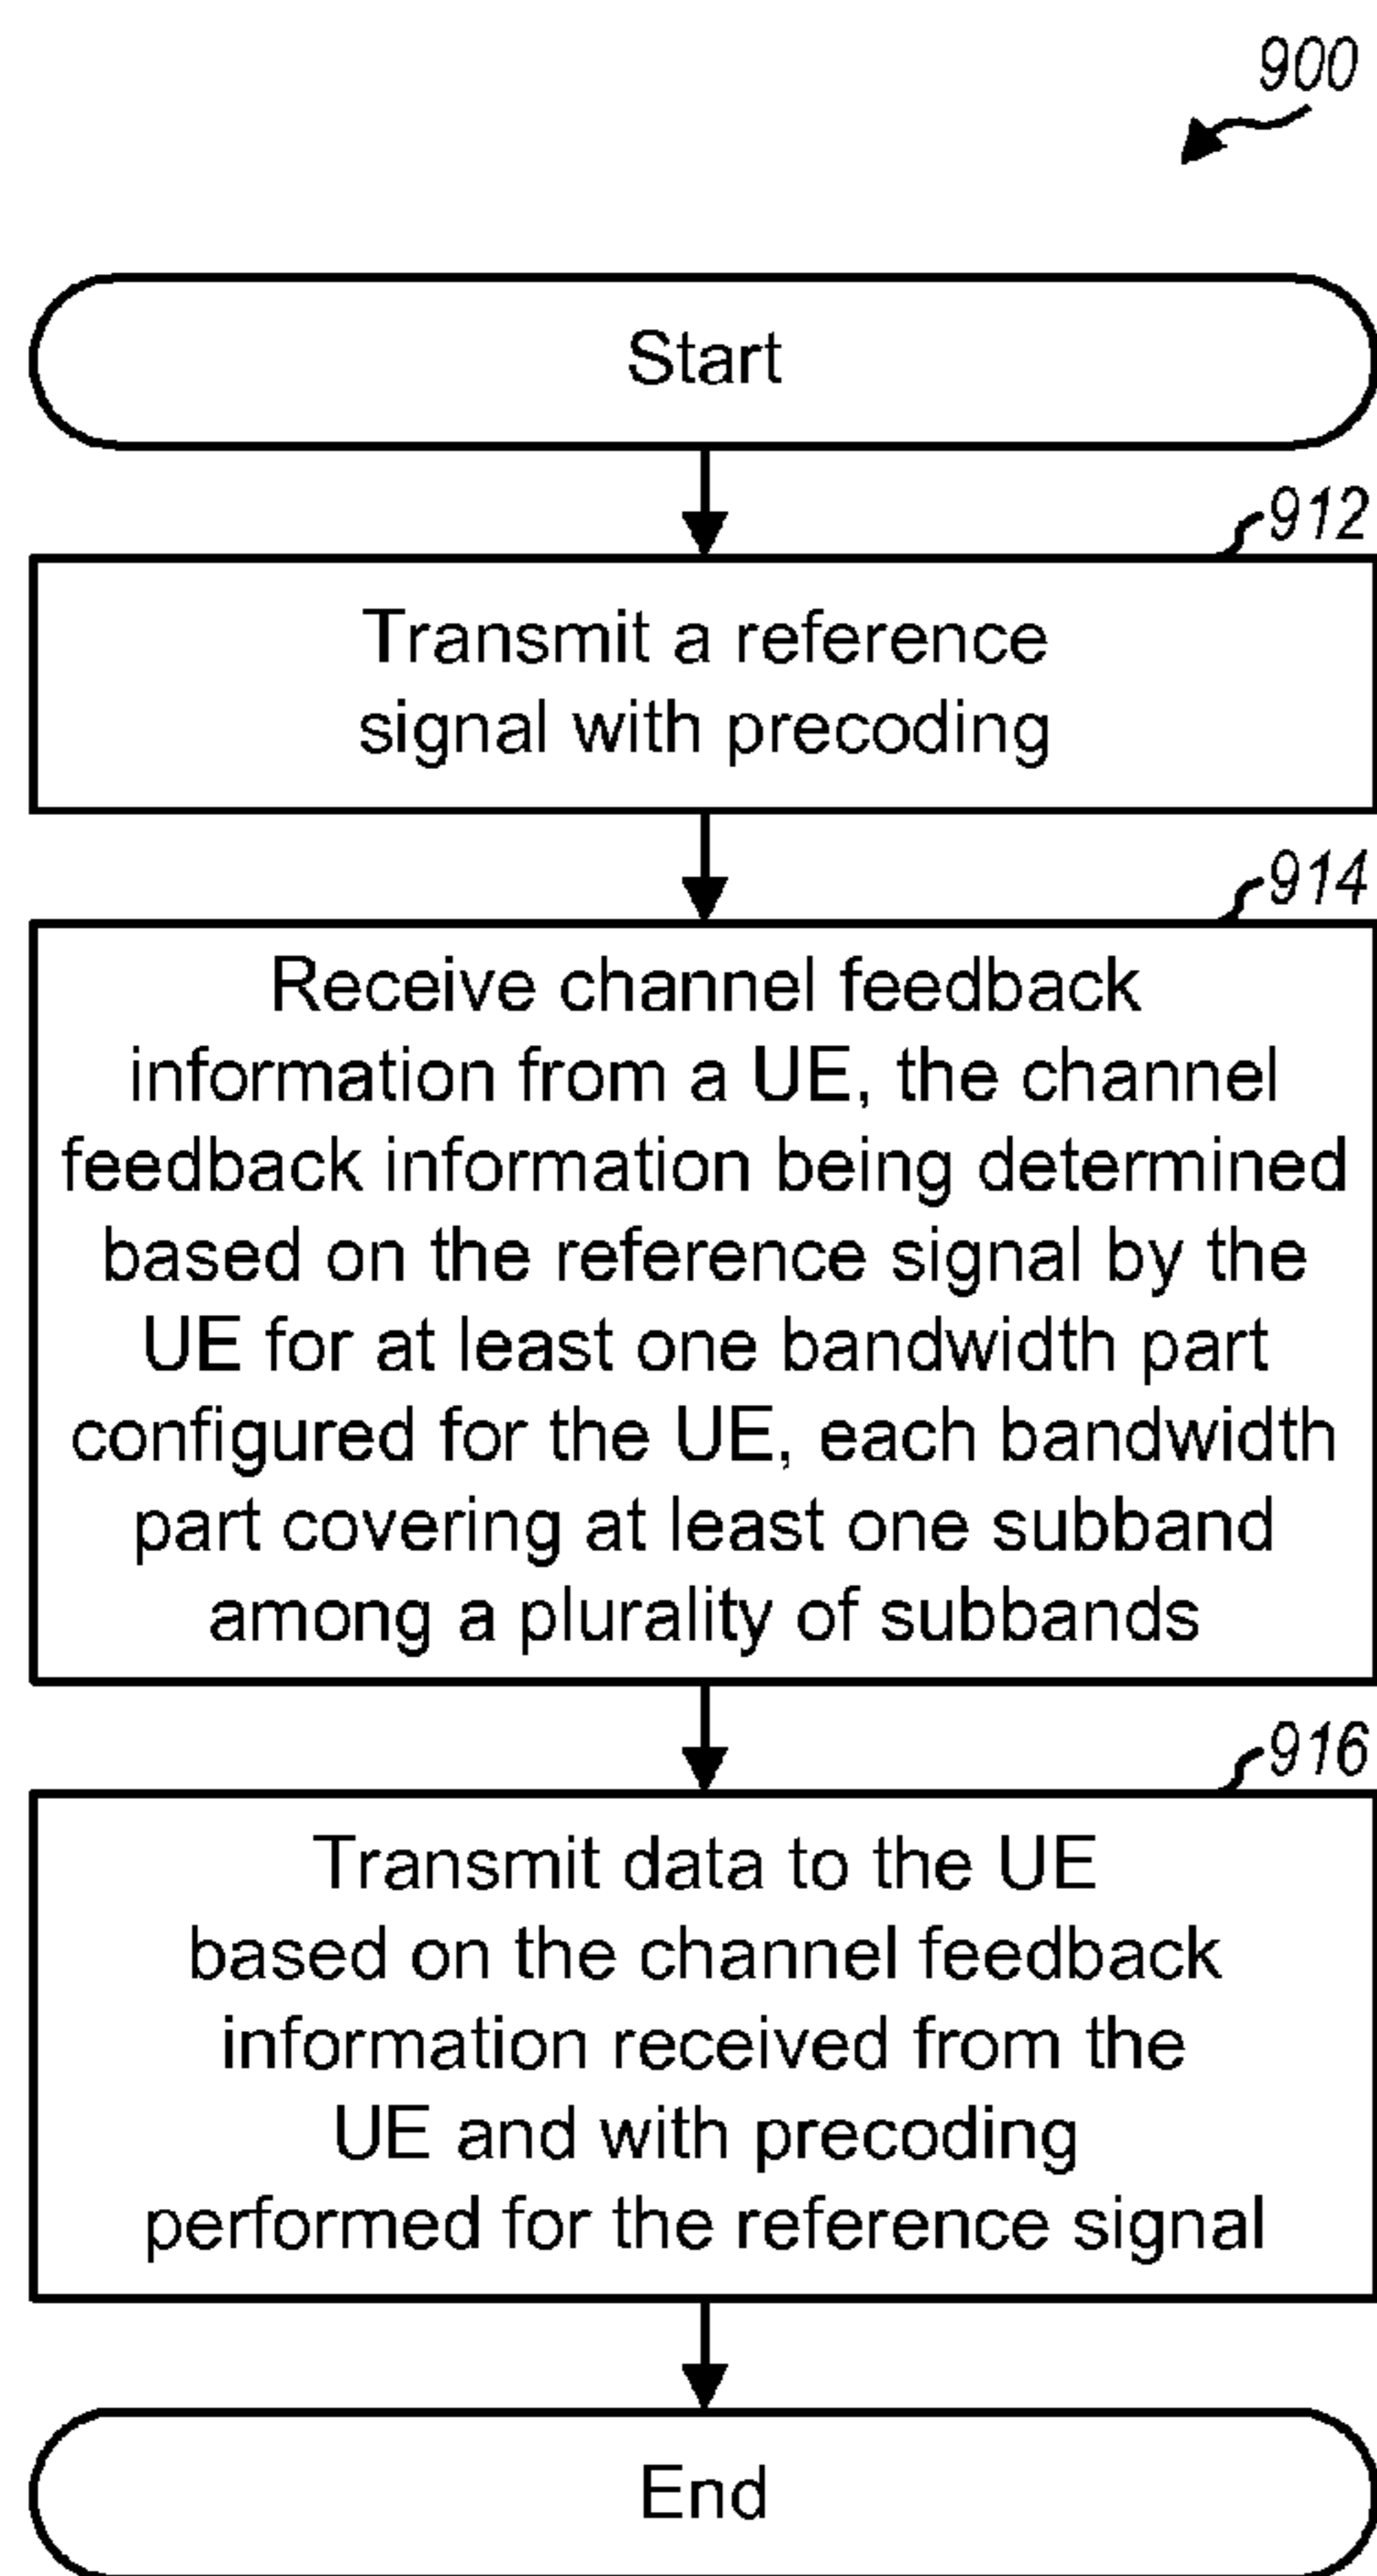 900
Start
912
Transmit a reference
signal with precoding
914
Receive channel feedback
information from a UE, the channel
feedback information being determined
based on the reference signal by the
UE for at least one bandwidth part
configured for the UE, each bandwidth
part covering at least one subband
among a plurality of subbands
916
Transmit data to the UE
based on the channel feedback
information received from the
UE and with precoding
performed for the reference signal
End